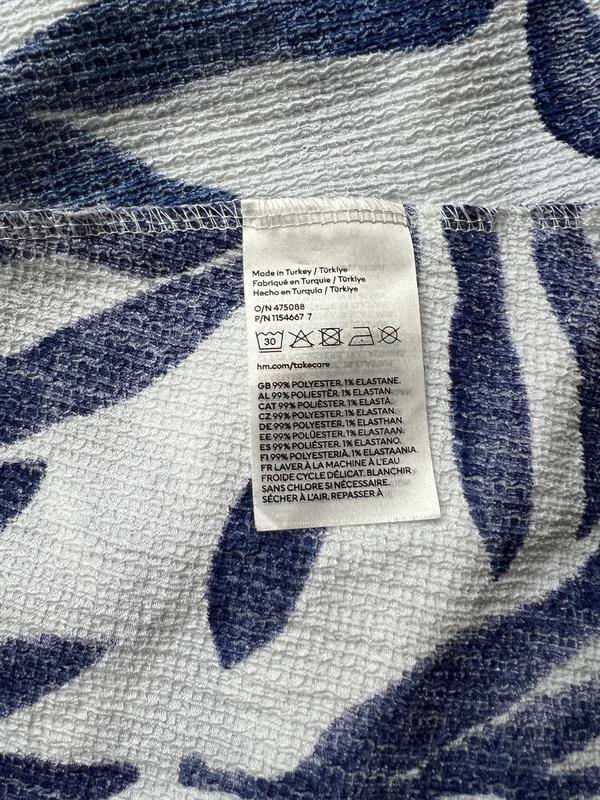 Made in Turkey / Türkiye
Fabriqué en Turquie / Türkiye
Hecho en Turquía / Türkiye
O/N 475088
P/N 1154667 7
30
hm.com/takecare
GB 99% POLYESTER. 1% ELASTANE.
AL 99% POLIESTËR. 1% ELASTAN.
CAT 99% POLIÈSTER. 1% ELASTÀ.
CZ 99% POLYESTER. 1% ELASTAN.
DE 99% POLYESTER. 1% ELASTHAN.
EE 99% POLÜESTER. 1% ELASTAAN.
ES 99% POLIÉSTER. 1% ELASTANO.
FI 99% POLYESTERIÄ. 1% ELASTAANIA.
FR LAVER À LA MACHINE À L'EAU
FROIDE CYCLE DÉLICAT. BLANCHIR
SANS CHLORE SI NÉCESSAIRE.
SÉCHER À L'AIR. REPASSER À